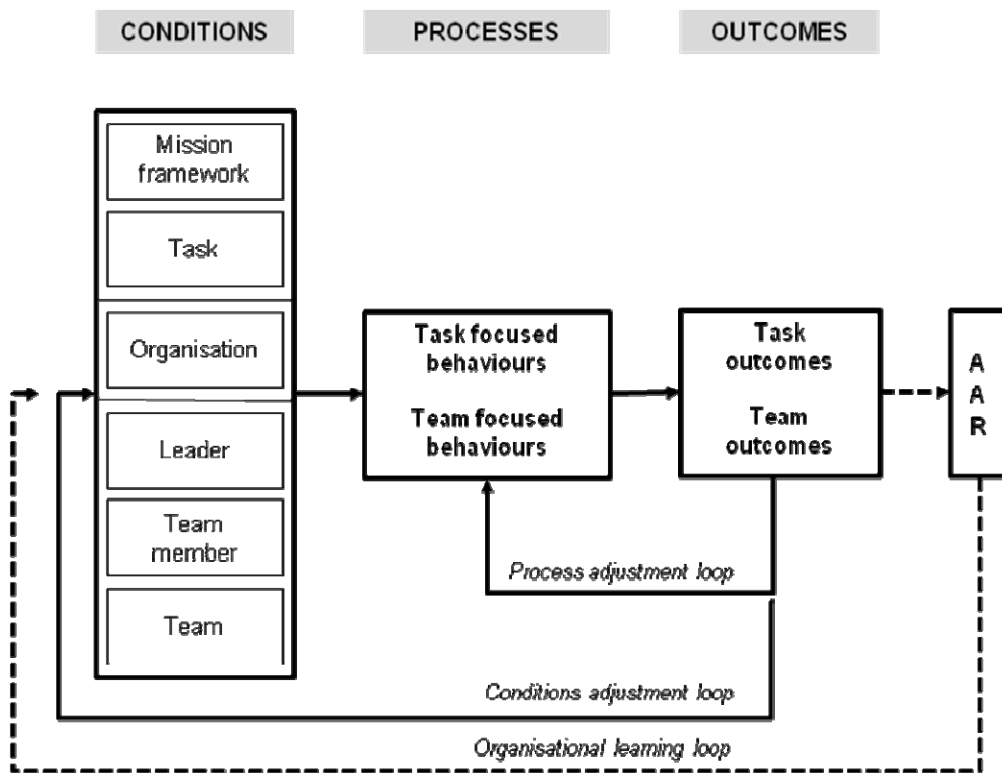 CONDITIONS
PROCESSES
OUTCOMES
Mission
framework
Task
Organisation
Leader
Team
member
Team
Task focused
behaviours
Team focused
behaviours
Task
outcomes
Team
outcomes
A
A
R
Process adjustment loop
Conditions adjustment loop
Organisational learning loop